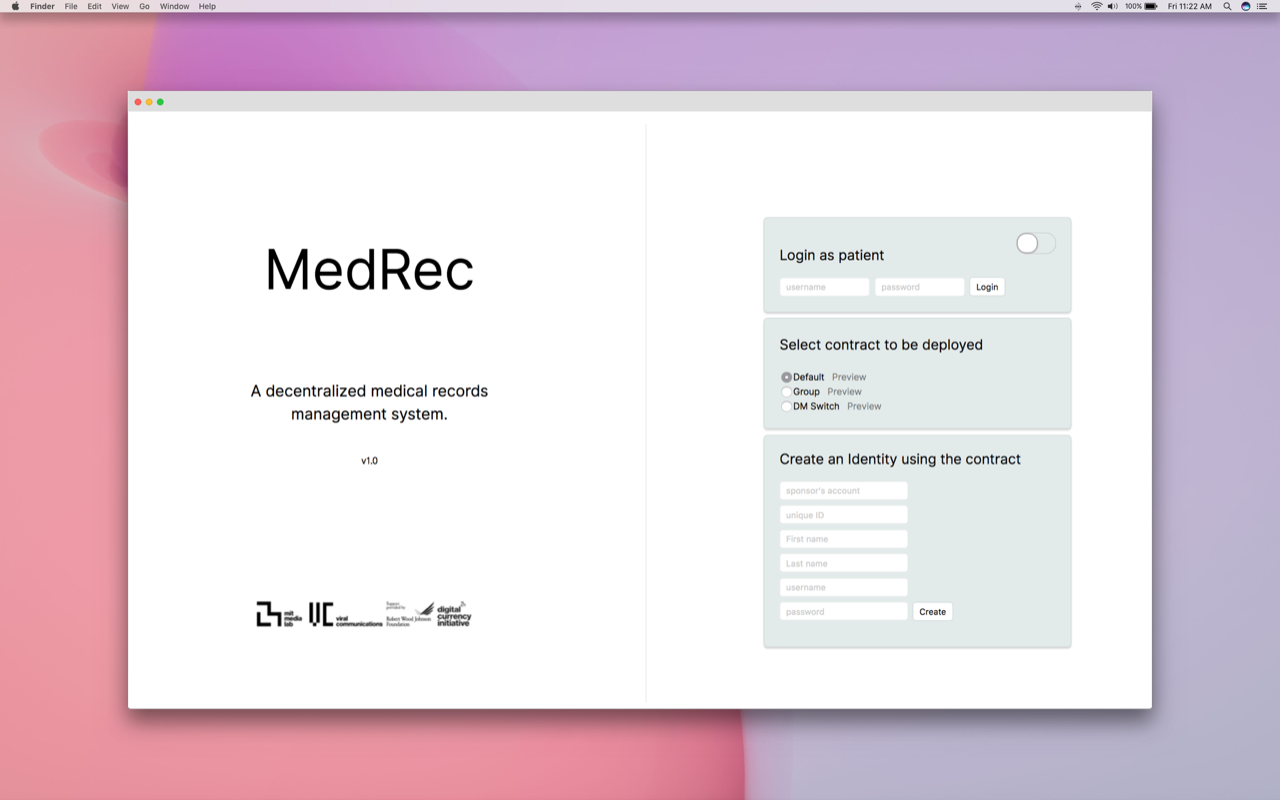 Finder File Edit View Go Window Help
100% Fri 11:22 AM
MedRec
A decentralized medical records
management system.
v1.0
mit
media
lab
viral
communications
Support
provided by
Robert Wood Johnson
Foundation
digital
currency
initiative
Login as patient
username password Login
Select contract to be deployed
Default Preview
Group Preview
DM Switch Preview
Create an Identity using the contract
sponsor's account
unique ID
First name
Last name
username
password Create